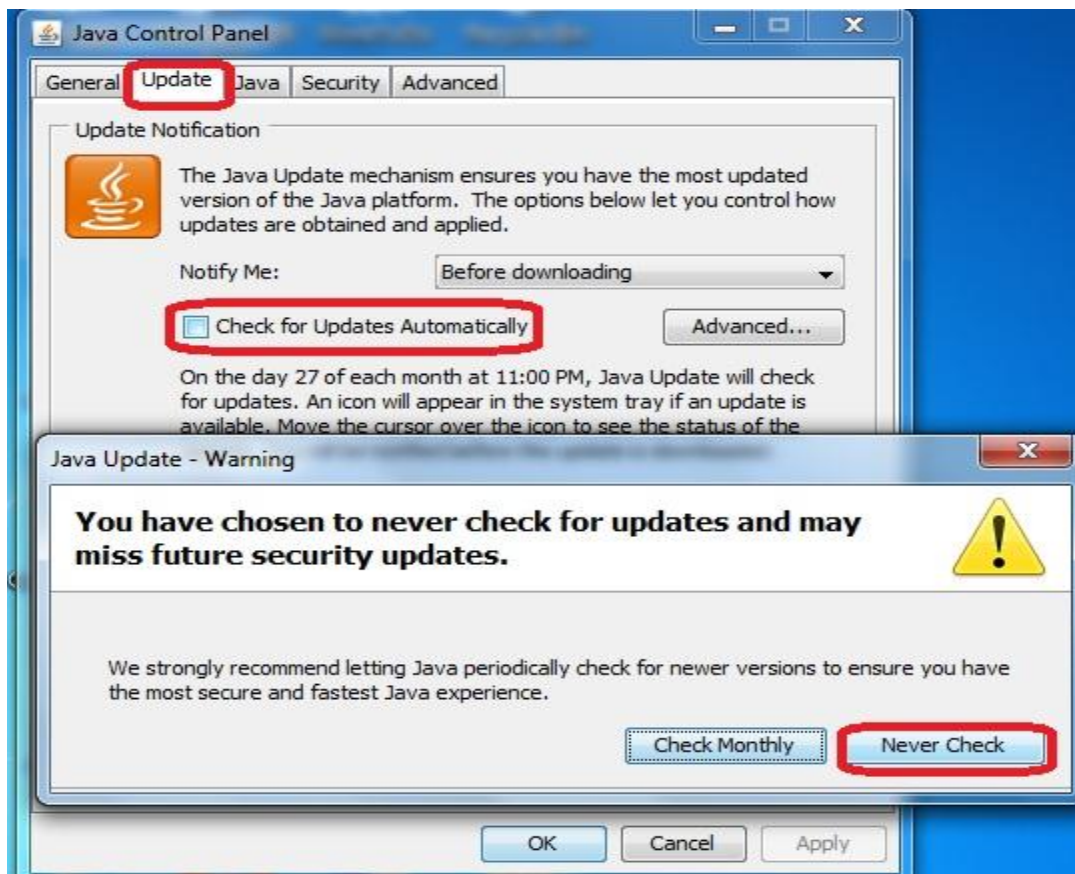 Java Control Panel
General Update Java Security Advanced
Update Notification
The Java Update mechanism ensures you have the most updated
version of the Java platform. The options below let you control how
updates are obtained and applied.
Notify Me: Before downloading
Check for Updates Automatically Advanced...
On the day 27 of each month at 11:00 PM, Java Update will check
for updates. An icon will appear in the system tray if an update is
available. Move the cursor over the icon to see the status of the
Java Update - Warning
You have chosen to never check for updates and may
miss future security updates.
We strongly recommend letting Java periodically check for newer versions to ensure you have
the most secure and fastest Java experience.
Check Monthly Never Check
OK Cancel Apply